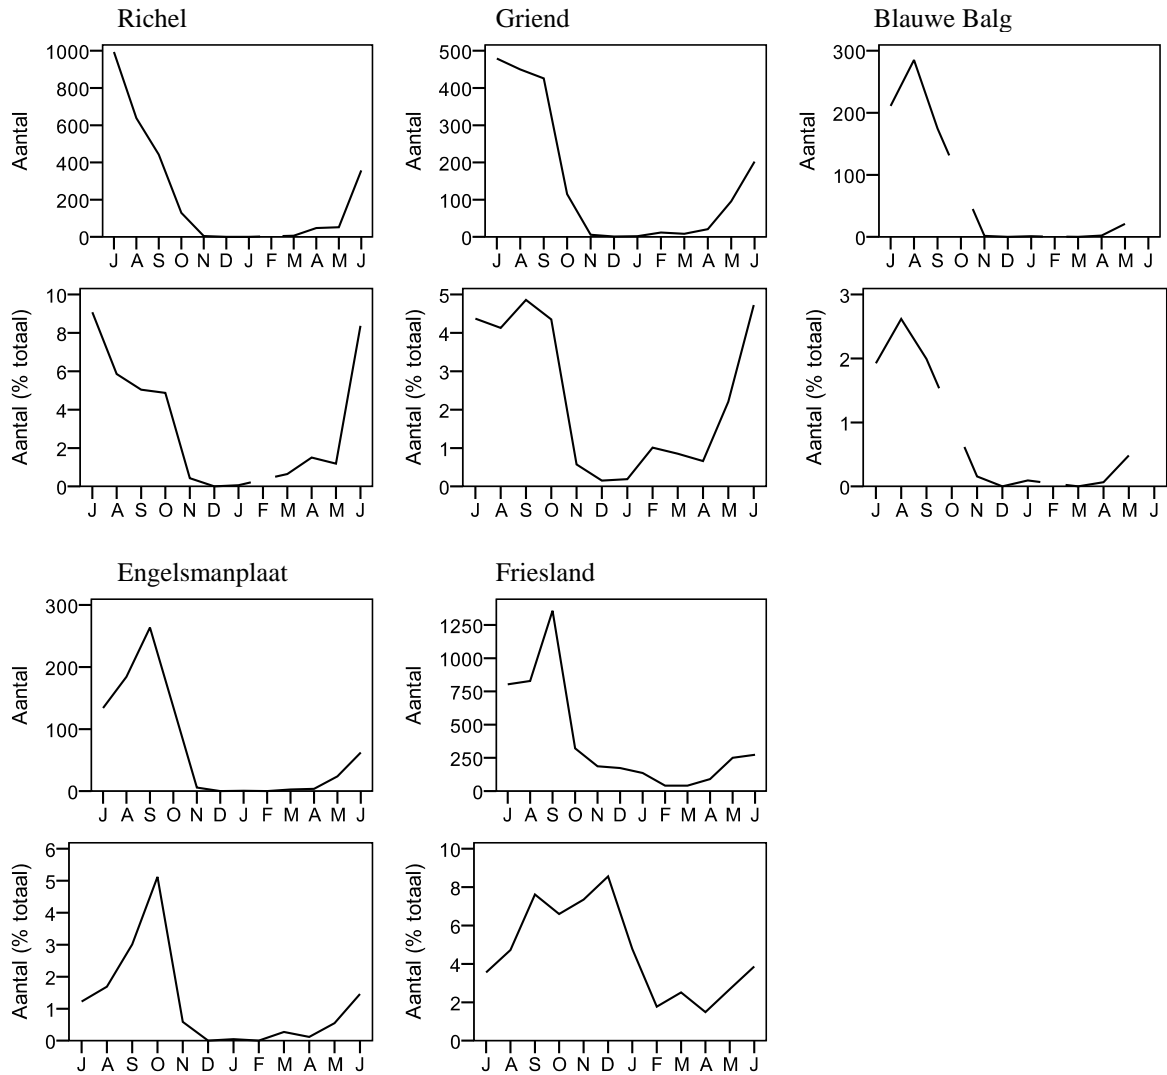 Richel
Aantal
1000
800
600
400
200
0
J A S O N D J F M A M J
Aantal (% totaal)
10
8
6
4
2
0
J A S O N D J F M A M J
Griend
Aantal
500
400
300
200
100
0
J A S O N D J F M A M J
Aantal (% totaal)
5
4
3
2
1
0
J A S O N D J F M A M J
Blauwe Balg
Aantal
300
200
100
0
J A S O N D J F M A M J
Aantal (% totaal)
3
2
1
0
J A S O N D J F M A M J
Engelsmanplaat
Aantal
300
200
100
0
J A S O N D J F M A M J
Aantal (% totaal)
6
5
4
3
2
1
0
J A S O N D J F M A M J
Friesland
Aantal
1250
1000
750
500
250
0
J A S O N D J F M A M J
Aantal (% totaal)
10
8
6
4
2
0
J A S O N D J F M A M J